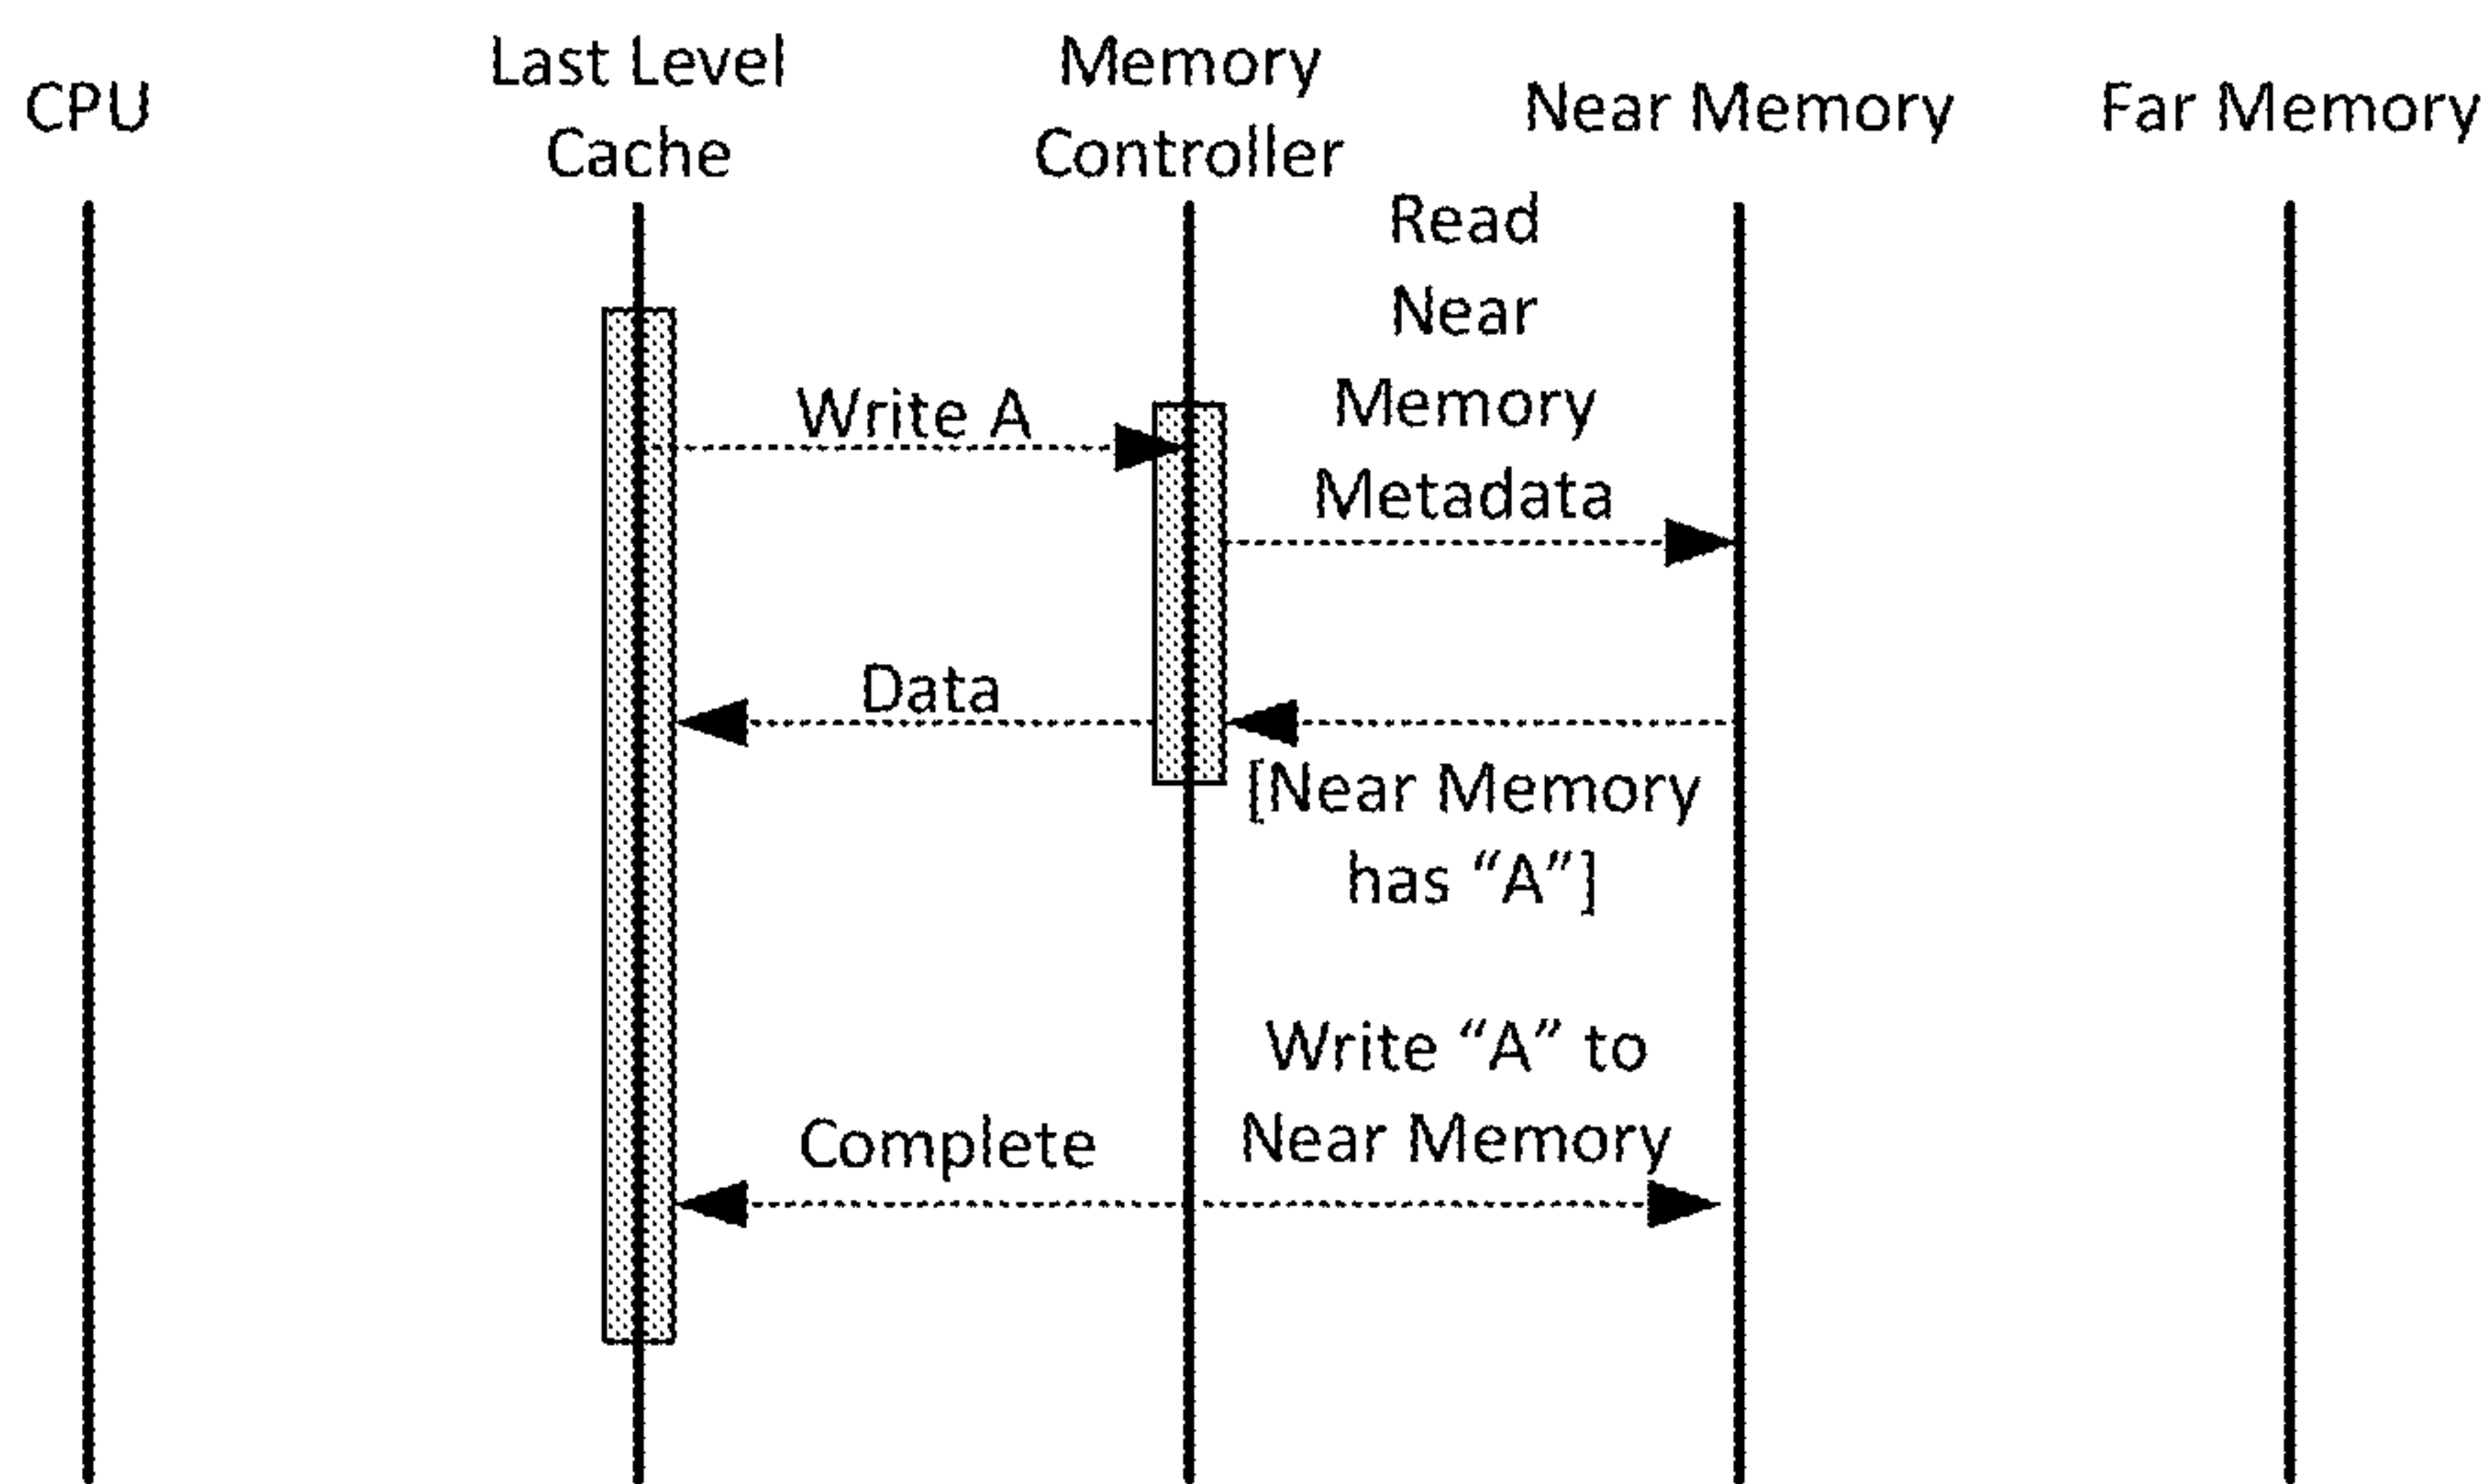 CPU
Last Level
Cache
Memory
Controller
Near Memory
Far Memory
Write A
Read
Near
Memory
Metadata
Data
[Near Memory
has “A”]
Complete
Write “A” to
Near Memory